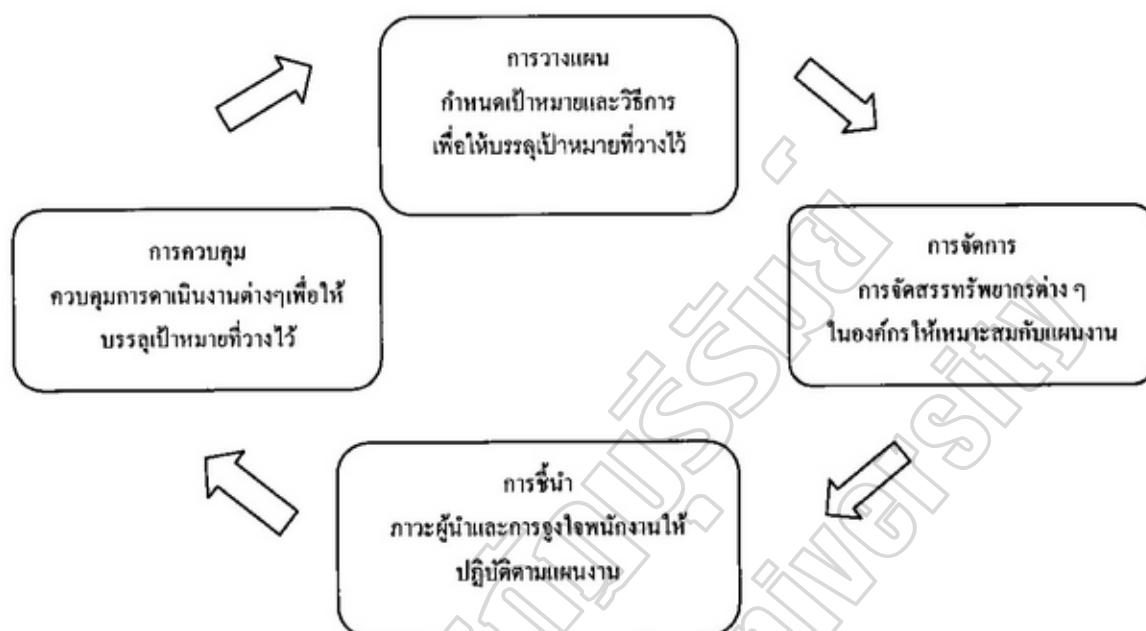 การวางแผน
กำหนดเป้าหมายและวิธีการ
เพื่อให้บรรลุเป้าหมายที่วางไว้
การจัดการ
การจัดสรรทรัพยากรต่าง ๆ
ในองค์กรให้เหมาะสมกับแผนงาน
การชี้นำ
ภาวะผู้นำและการจูงใจพนักงานให้
ปฏิบัติตามแผนงาน
การควบคุม
ควบคุมการดาเนินงานต่างๆเพื่อให้
บรรลุเป้าหมายที่วางไว้